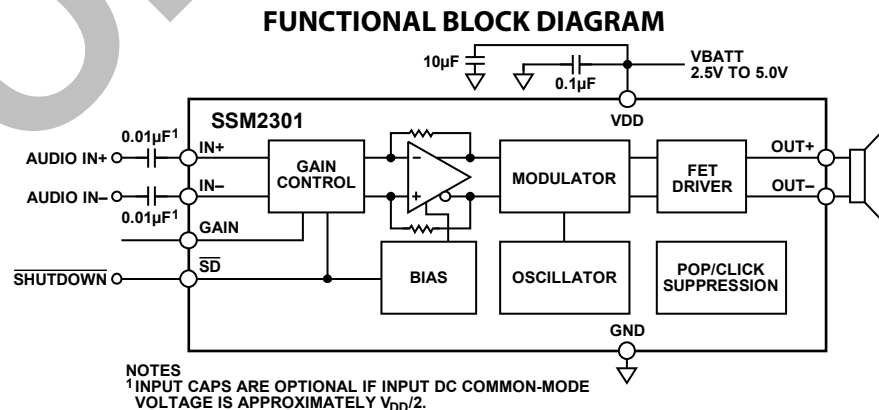 FUNCTIONAL BLOCK DIAGRAM
10µF
0.1µF
VBATT
2.5V TO 5.0V
VDD
SSM2301
0.01µF¹
IN+
AUDIO IN+
GAIN
CONTROL
MODULATOR
FET
DRIVER
OUT+
AUDIO IN–
IN–
OUT–
0.01µF¹
GAIN
SHUTDOWN
SD
BIAS
OSCILLATOR
POP/CLICK
SUPPRESSION
GND
NOTES
¹INPUT CAPS ARE OPTIONAL IF INPUT DC COMMON-MODE
VOLTAGE IS APPROXIMATELY VDD/2.